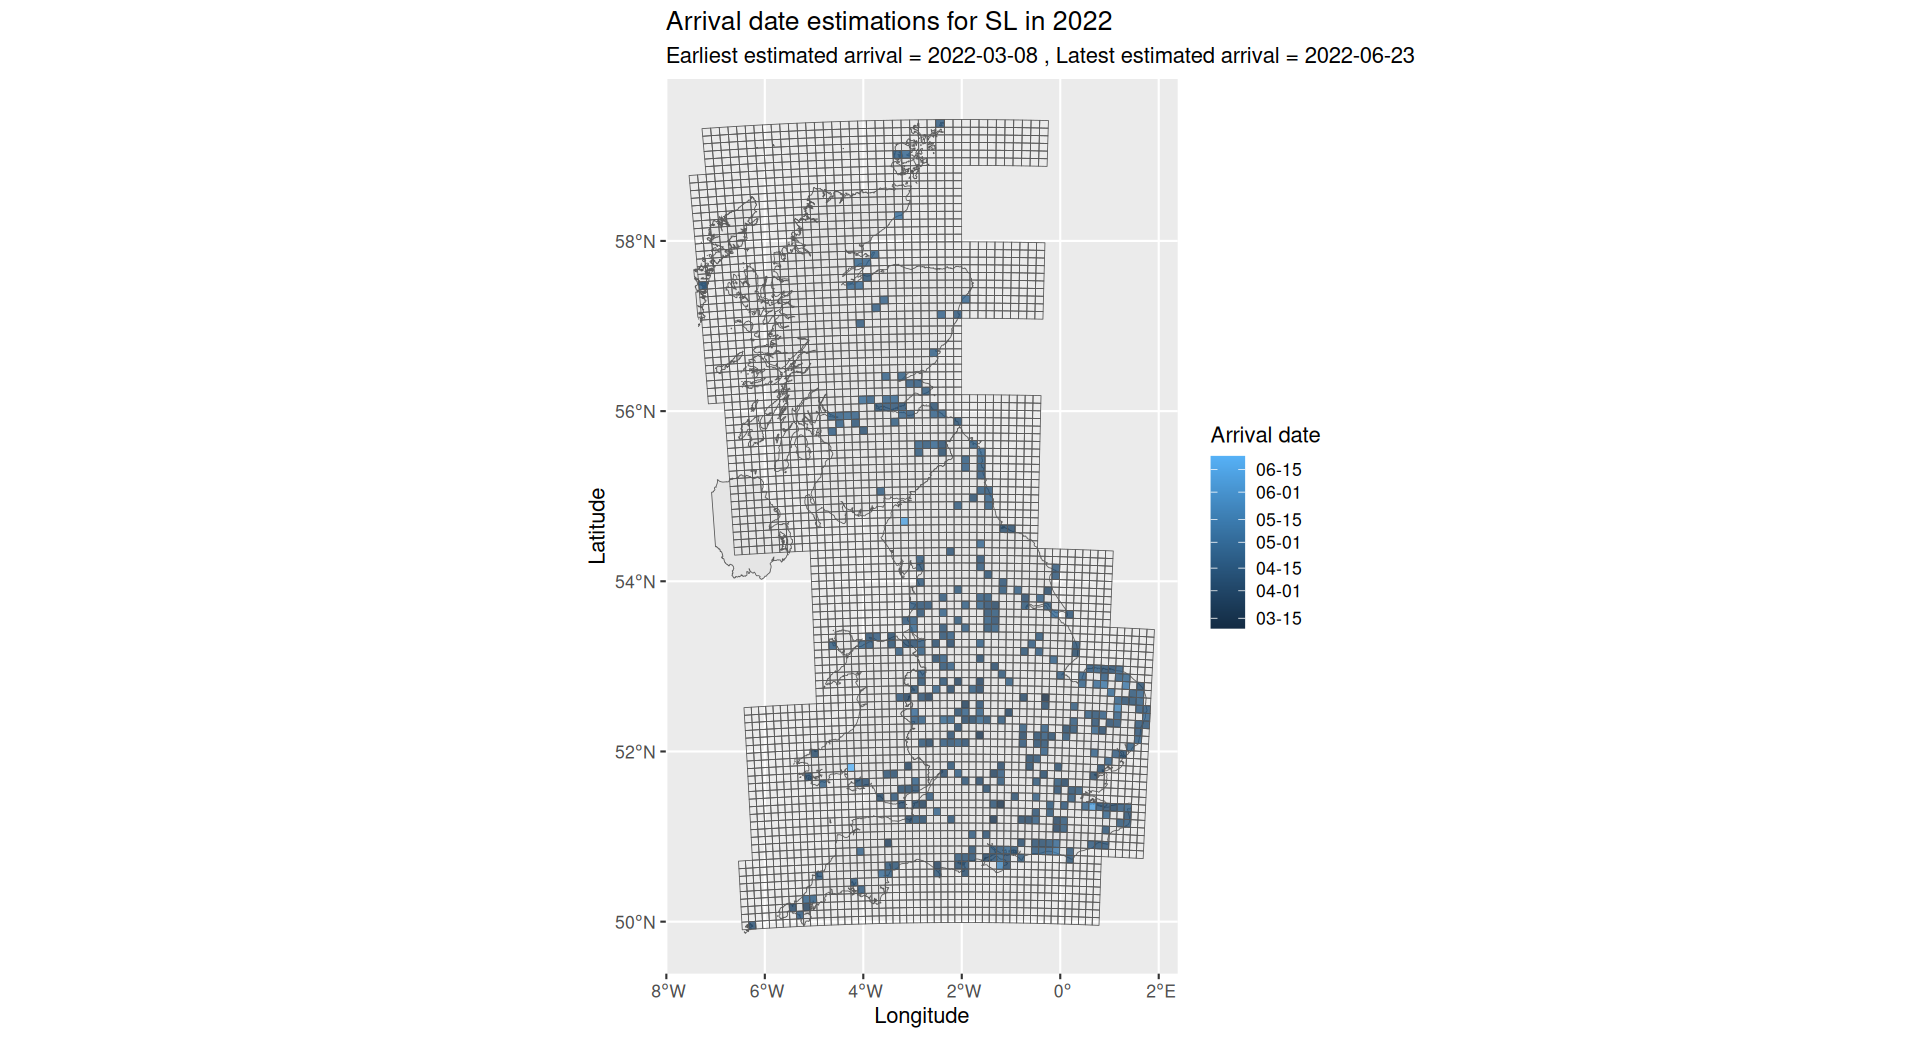 Arrival date estimations for SL in 2022
Earliest estimated arrival = 2022-03-08 , Latest estimated arrival = 2022-06-23
58°N
56°N
54°N
52°N
50°N
Latitude
8°W
6°W
4°W
2°W
0°
2°E
Longitude
Arrival date
06-15
06-01
05-15
05-01
04-15
04-01
03-15